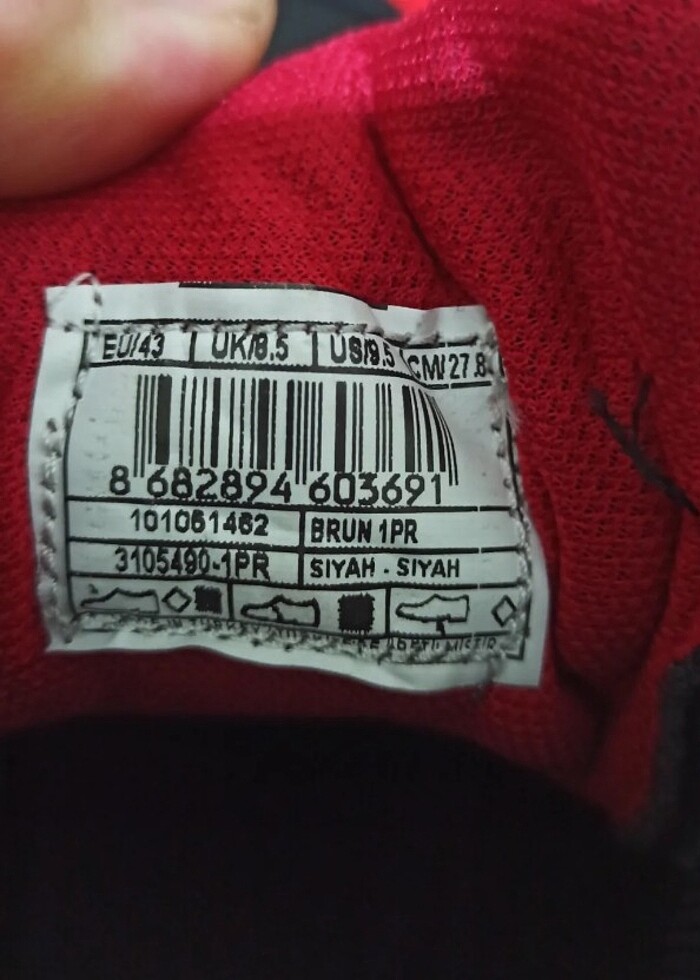 EU/43 UK/8.5 US/9.5 CM/27.8
8 682894 603691
101061462 BRUN 1PR
3105490-1PR SIYAH - SIYAH